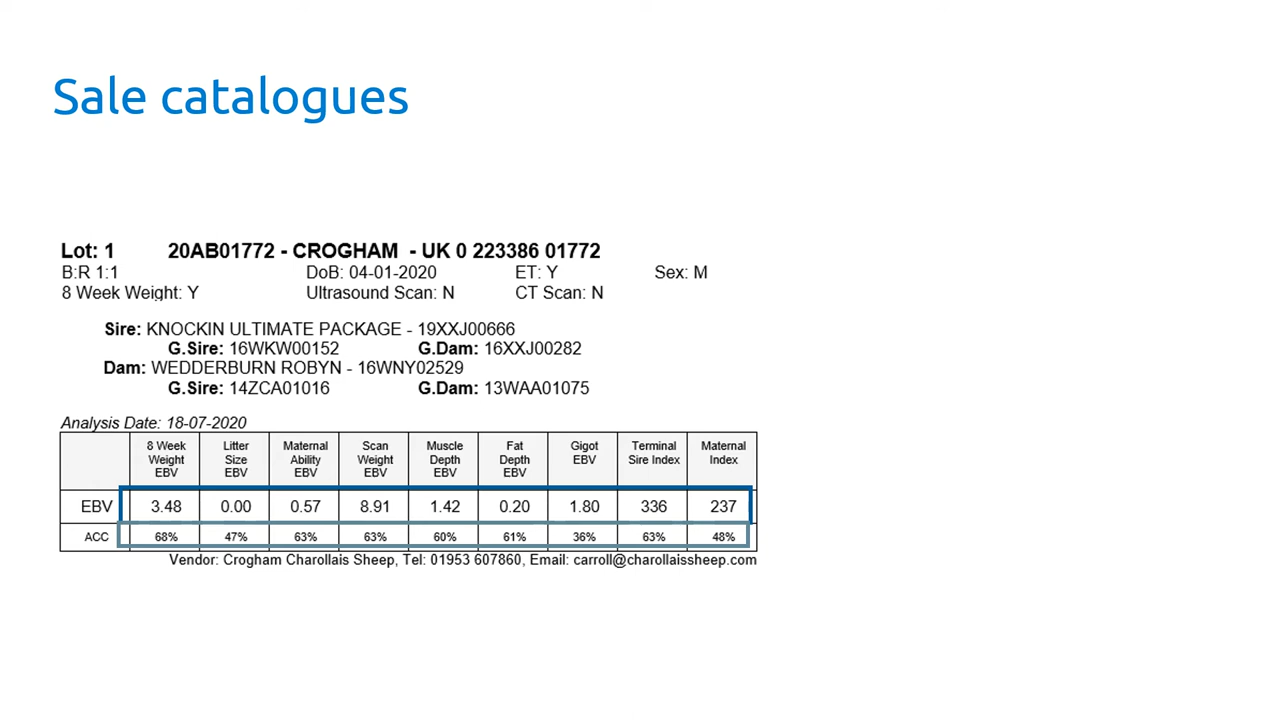 Sale catalogues
Lot: 1 20AB01772 - CROGHAM - UK 0 223386 01772
B:R 1:1 DoB: 04-01-2020 ET: Y Sex: M
8 Week Weight: Y Ultrasound Scan: N CT Scan: N
Sire: KNOCKIN ULTIMATE PACKAGE - 19XXJ00666
G.Sire: 16WKW00152 G.Dam: 16XXJ00282
Dam: WEDDERBURN ROBYN - 16WNY02529
G.Sire: 14ZCA01016 G.Dam: 13WAA01075
Analysis Date: 18-07-2020
8 Week Litter Maternal Scan Muscle Fat Gigot Terminal Maternal
Weight Size Ability Weight Depth Depth EBV Sire Index Index
EBV EBV EBV EBV EBV EBV
EBV 3.48 0.00 0.57 8.91 1.42 0.20 1.80 336 237
ACC 68% 47% 63% 63% 60% 61% 36% 63% 48%
Vendor: Crogham Charollais Sheep, Tel: 01953 607860, Email: carroll@charollaissheep.com